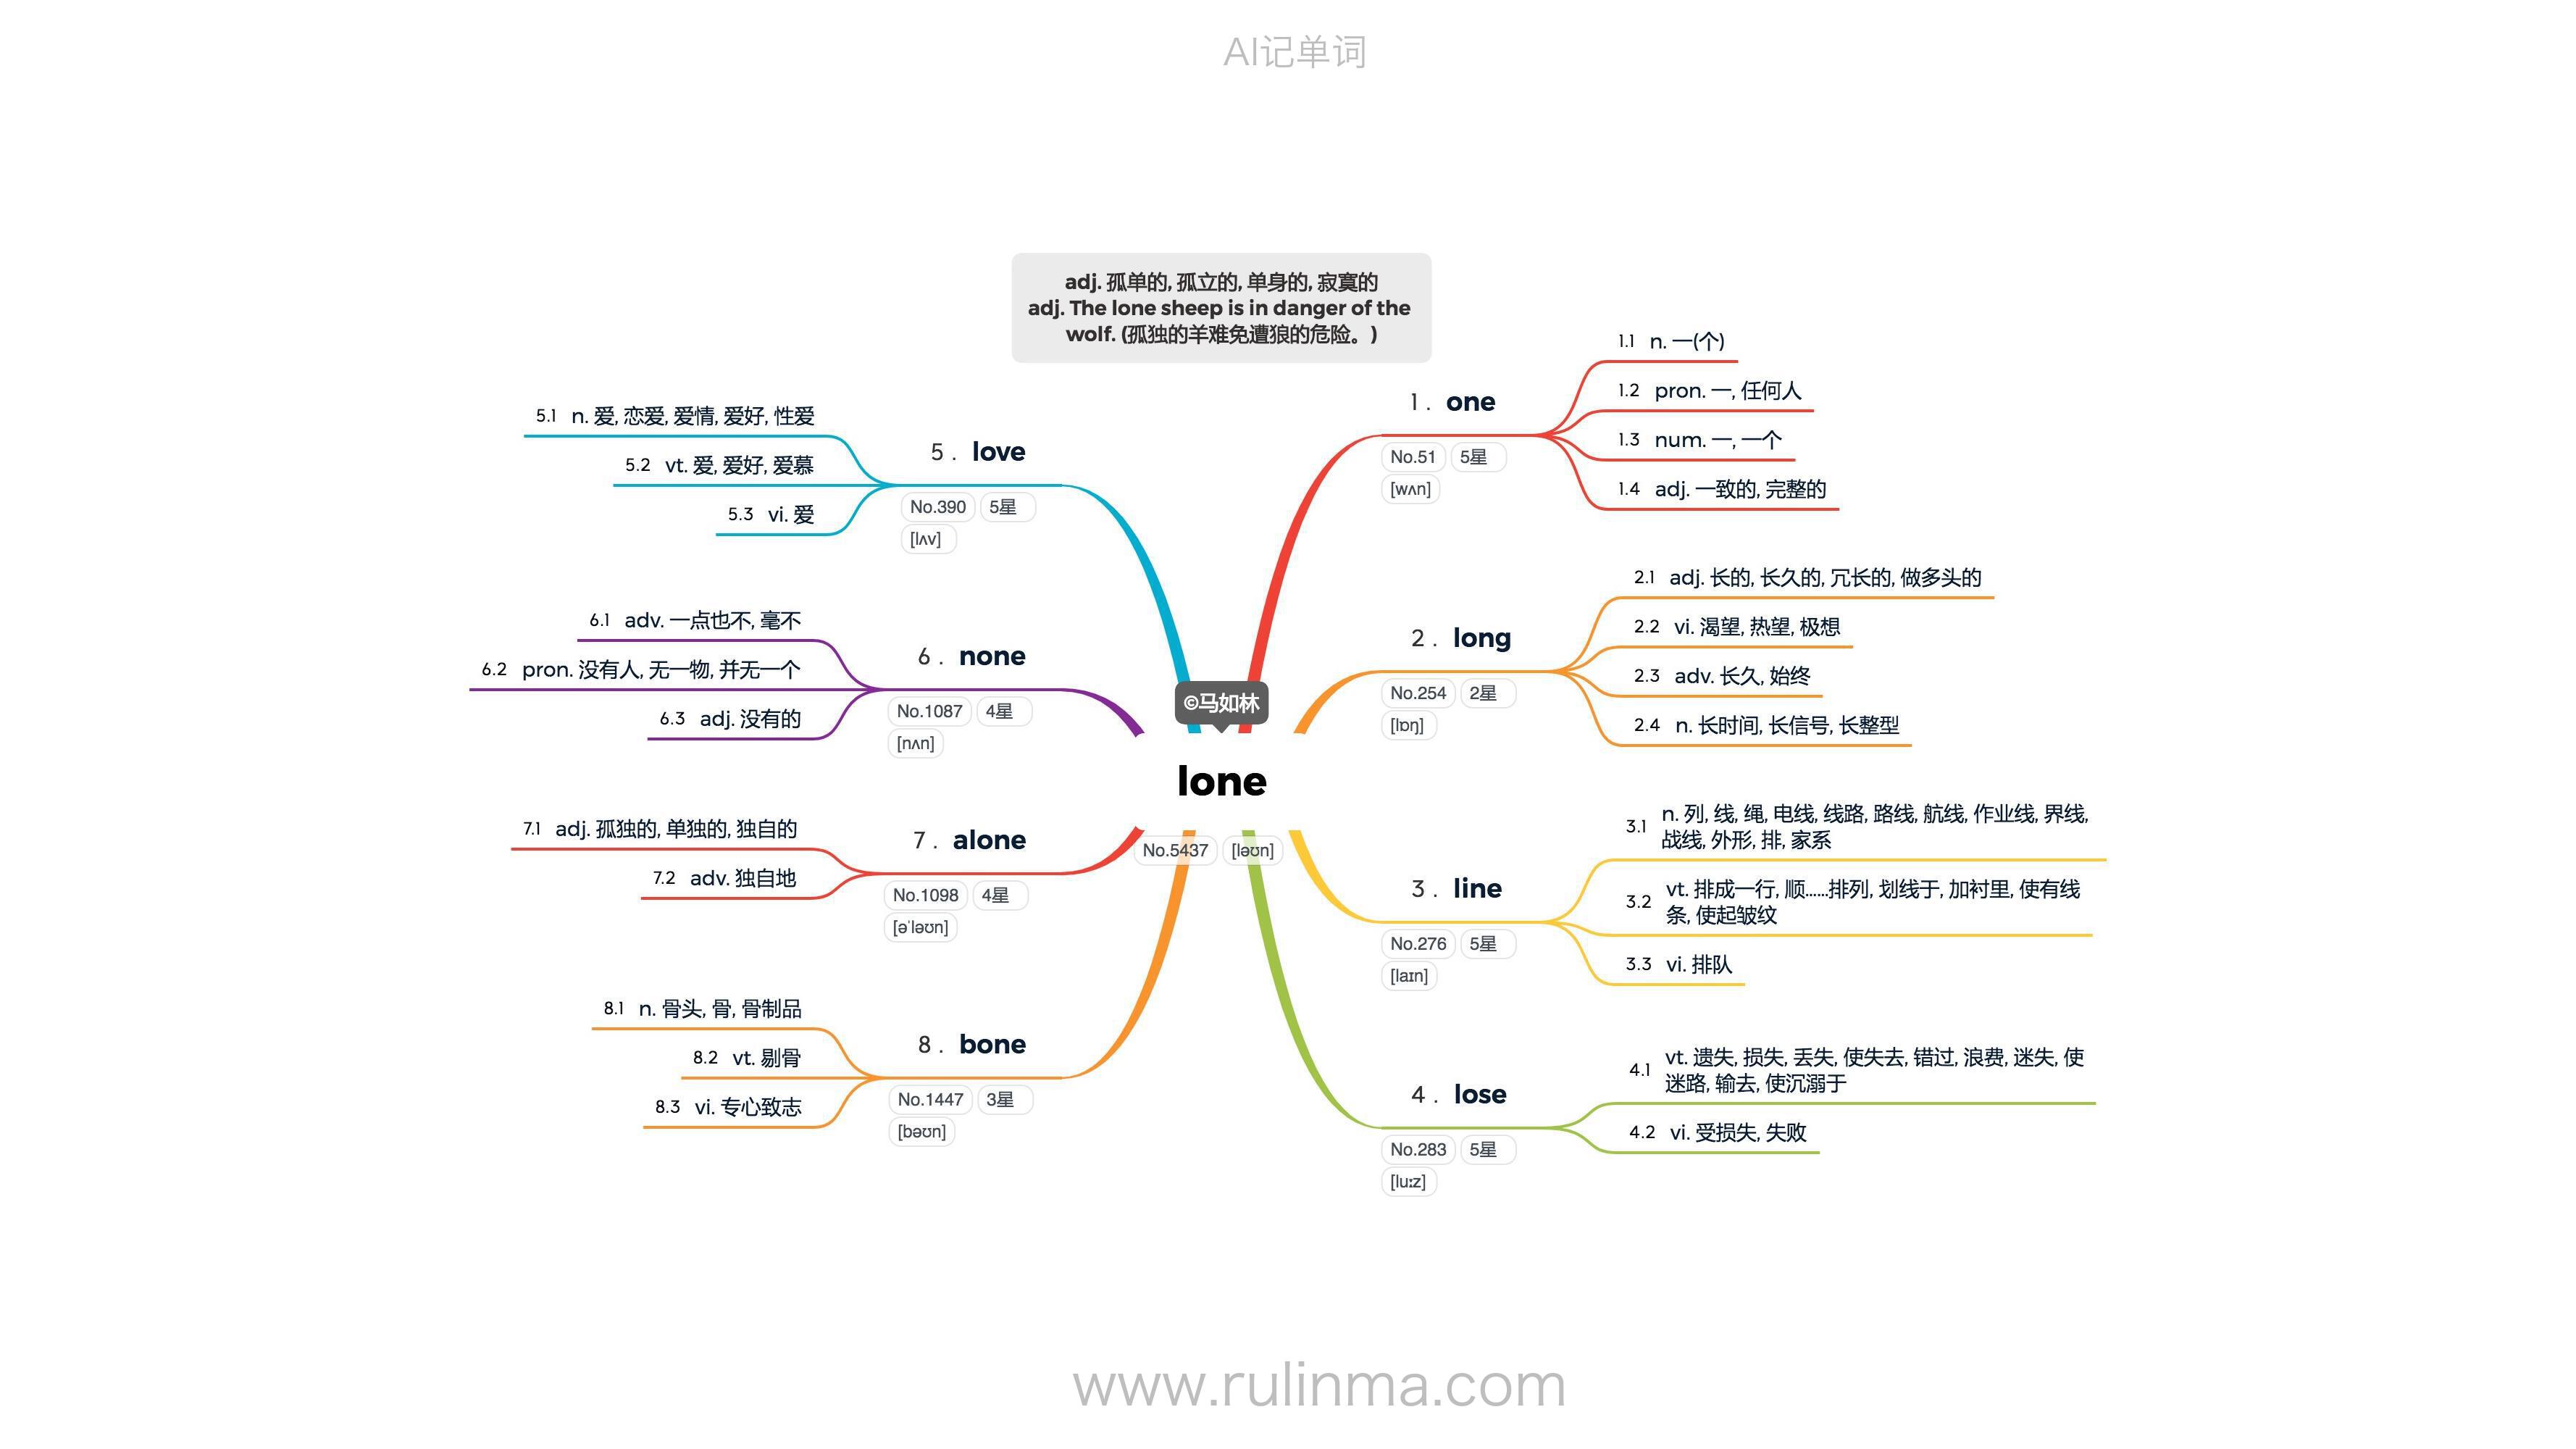 AI记单词
adj. 孤单的, 孤立的, 单身的, 寂寞的
adj. The lone sheep is in danger of the
wolf. (孤独的羊难免遭狼的危险。)
©马如林
lone
No.5437 [ləʊn]
1. one
No.51 5星
[wʌn]
1.1 n. 一(个)
1.2 pron. 一, 任何人
1.3 num. 一, 一个
1.4 adj. 一致的, 完整的
2. long
No.254 2星
[lɒŋ]
2.1 adj. 长的, 长久的, 冗长的, 做多头的
2.2 vi. 渴望, 热望, 极想
2.3 adv. 长久, 始终
2.4 n. 长时间, 长信号, 长整型
3. line
No.276 5星
[laɪn]
3.1 n. 列, 线, 绳, 电线, 线路, 路线, 航线, 作业线, 界线,
战线, 外形, 排, 家系
3.2 vt. 排成一行, 顺......排列, 划线于, 加衬里, 使有线
条, 使起皱纹
3.3 vi. 排队
4. lose
No.283 5星
[luːz]
4.1 vt. 遗失, 损失, 丢失, 使失去, 错过, 浪费, 迷失, 使
迷路, 输去, 使沉溺于
4.2 vi. 受损失, 失败
5. love
No.390 5星
[lʌv]
5.1 n. 爱, 恋爱, 爱情, 爱好, 性爱
5.2 vt. 爱, 爱好, 爱慕
5.3 vi. 爱
6. none
No.1087 4星
[nʌn]
6.1 adv. 一点也不, 毫不
6.2 pron. 没有人, 无一物, 并无一个
6.3 adj. 没有的
7. alone
No.1098 4星
[ə'ləʊn]
7.1 adj. 孤独的, 单独的, 独自的
7.2 adv. 独自地
8. bone
No.1447 3星
[bəʊn]
8.1 n. 骨头, 骨, 骨制品
8.2 vt. 剔骨
8.3 vi. 专心致志
www.rulinma.com